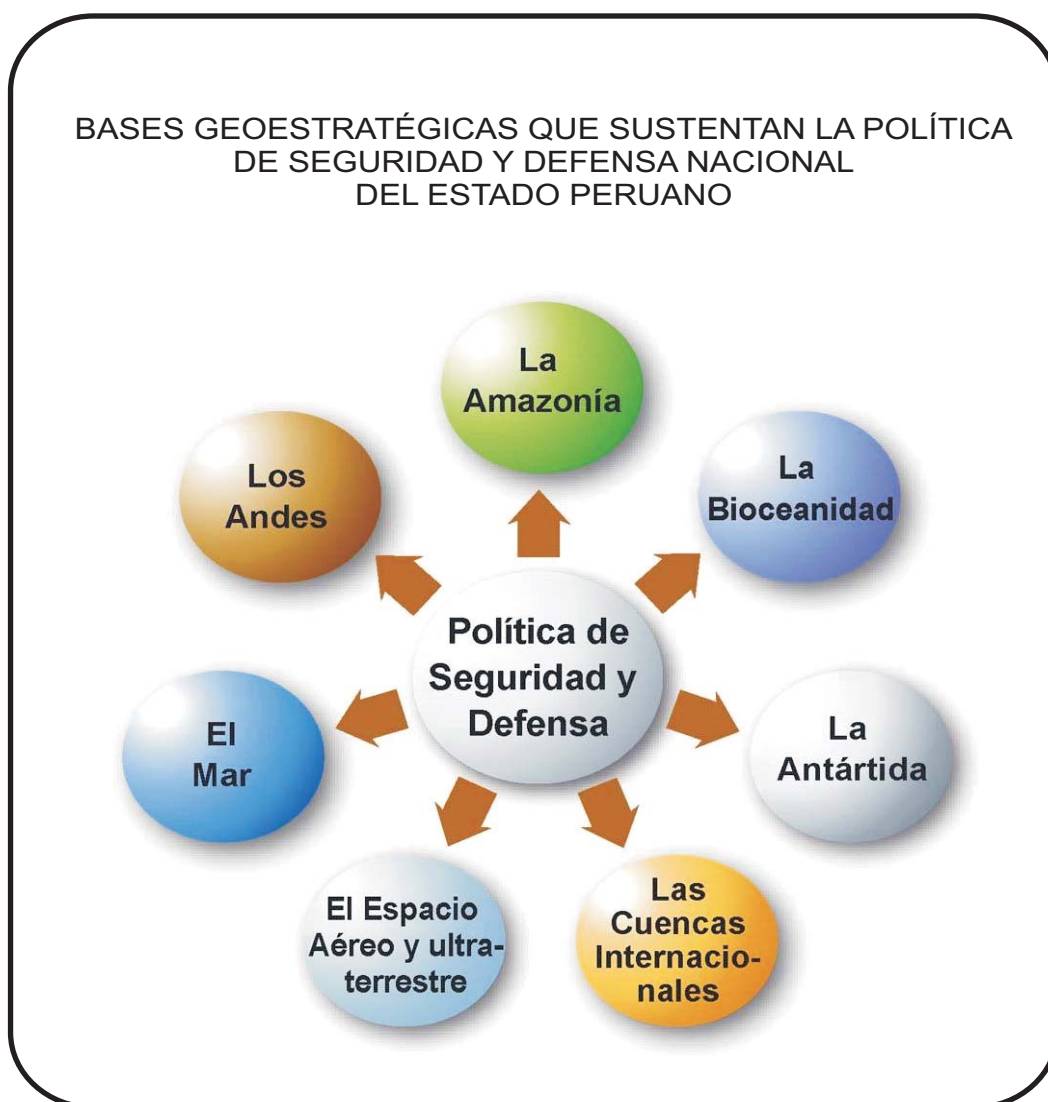 BASES GEOESTRATÉGICAS QUE SUSTENTAN LA POLÍTICA
DE SEGURIDAD Y DEFENSA NACIONAL
DEL ESTADO PERUANO
La
Amazonía
Los
Andes
La
Bioceanidad
Política de
Seguridad y
Defensa
El
Mar
La
Antártida
El Espacio
Aéreo y ultra-
terrestre
Las
Cuencas
Internacio-
nales